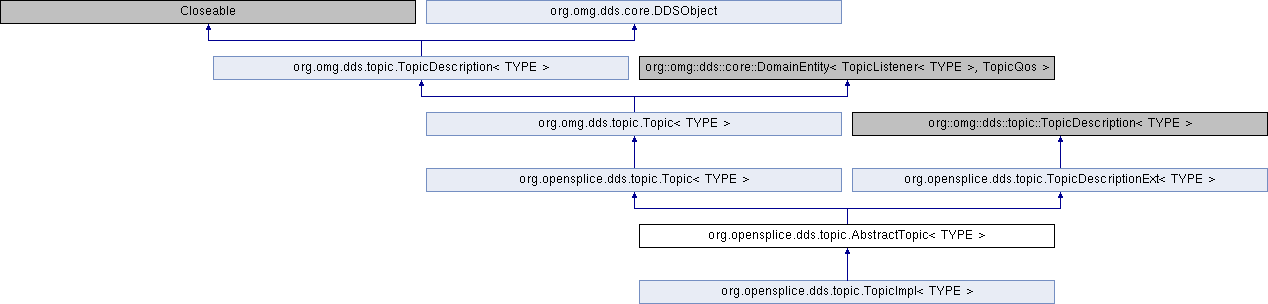 Closeable
org.omg.dds.core.DDSObject
org.omg.dds.topic.TopicDescription< TYPE >
org::omg::dds::core::DomainEntity< TopicListener< TYPE >, TopicQos >
org.omg.dds.topic.Topic< TYPE >
org::omg::dds::topic::TopicDescription< TYPE >
org.opensplice.dds.topic.Topic< TYPE >
org.opensplice.dds.topic.TopicDescriptionExt< TYPE >
org.opensplice.dds.topic.AbstractTopic< TYPE >
org.opensplice.dds.topic.TopicImpl< TYPE >